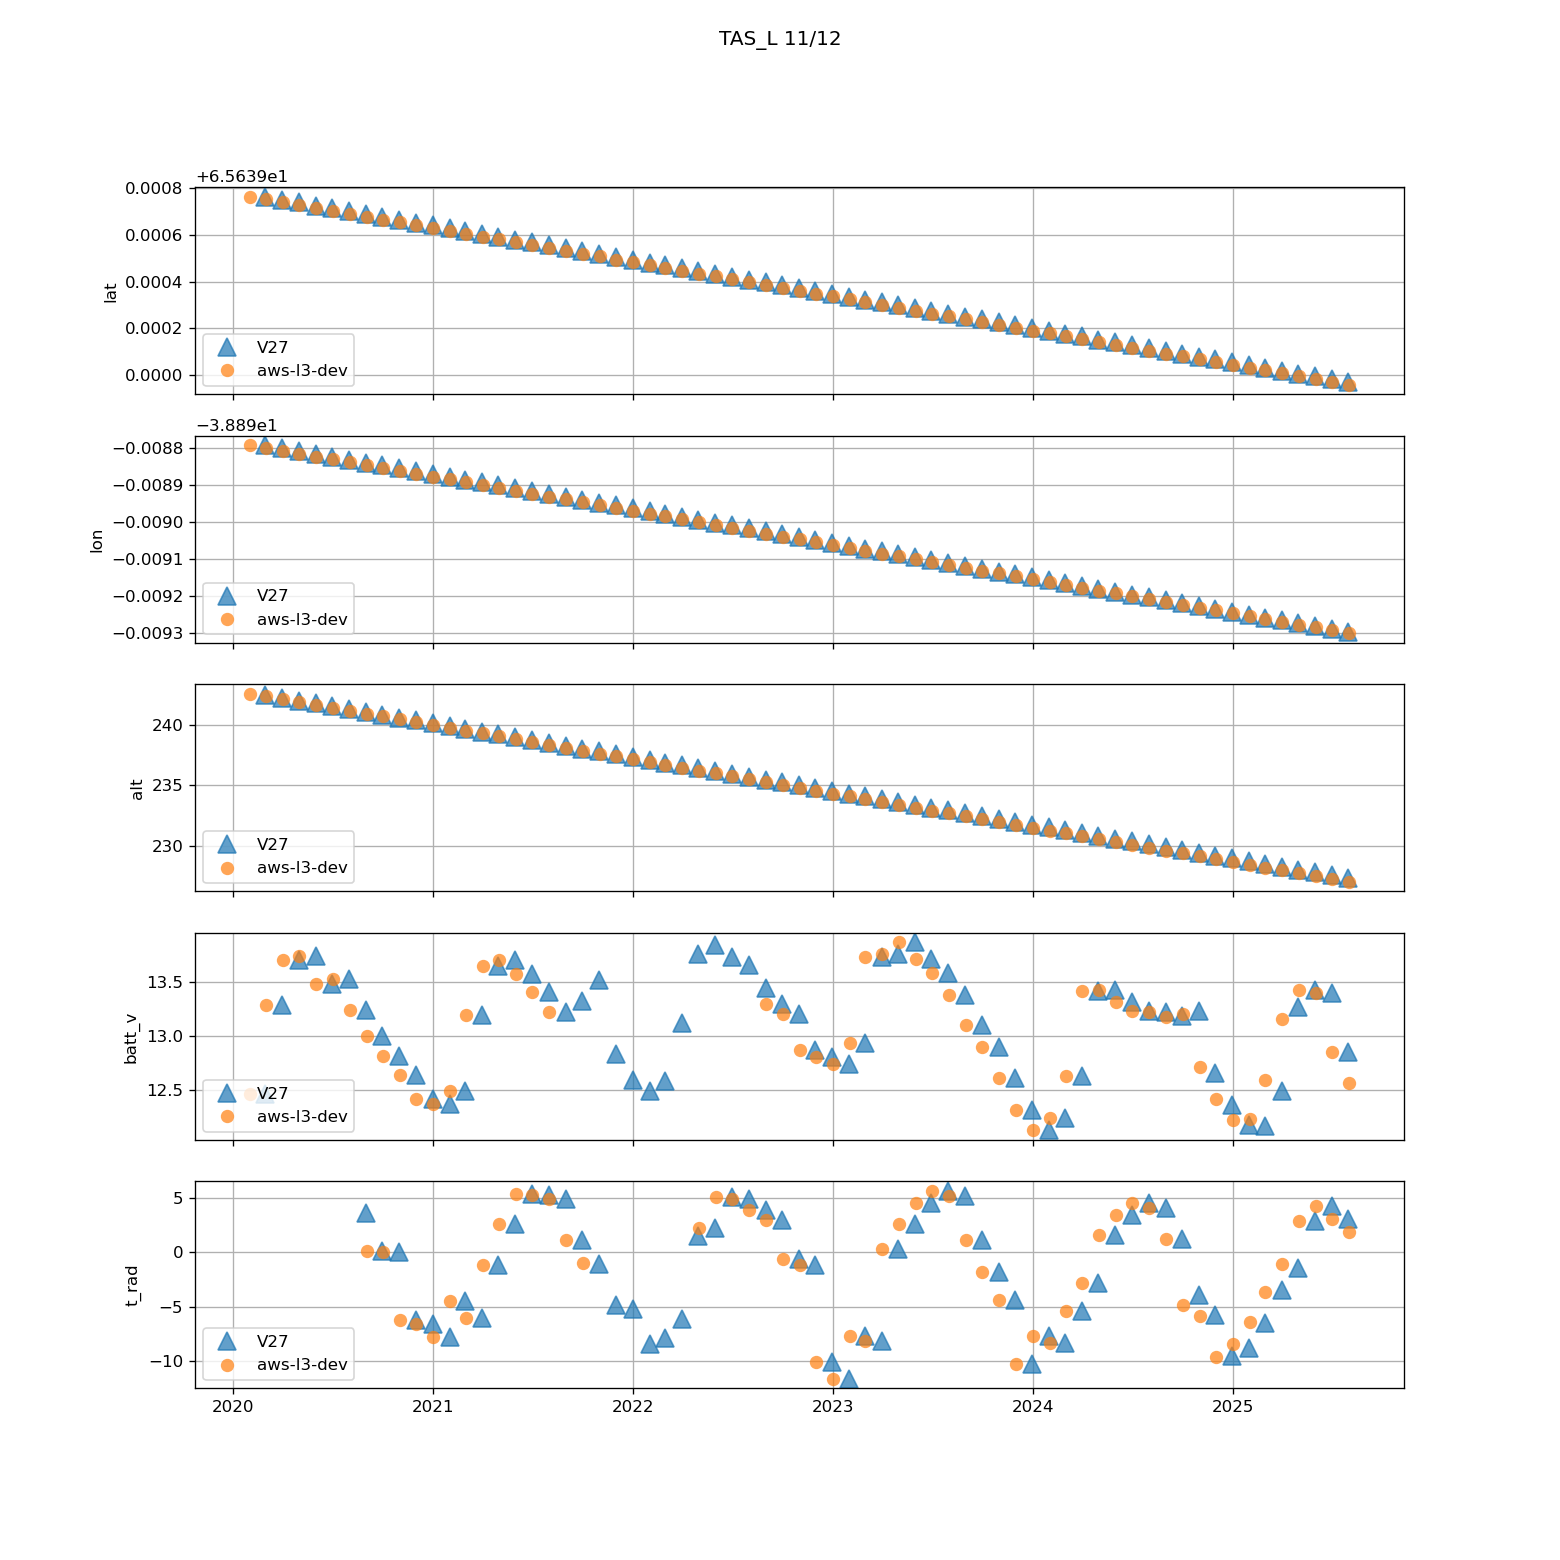 TAS_L 11/12
+6.5639e1
0.0008
0.0006
0.0004
0.0002
0.0000
lat
V27
aws-l3-dev
−3.889e1
−0.0088
−0.0089
−0.0090
−0.0091
−0.0092
−0.0093
lon
V27
aws-l3-dev
240
235
230
alt
V27
aws-l3-dev
13.5
13.0
12.5
batt_v
V27
aws-l3-dev
5
0
−5
−10
t_rad
V27
aws-l3-dev
2020 2021 2022 2023 2024 2025